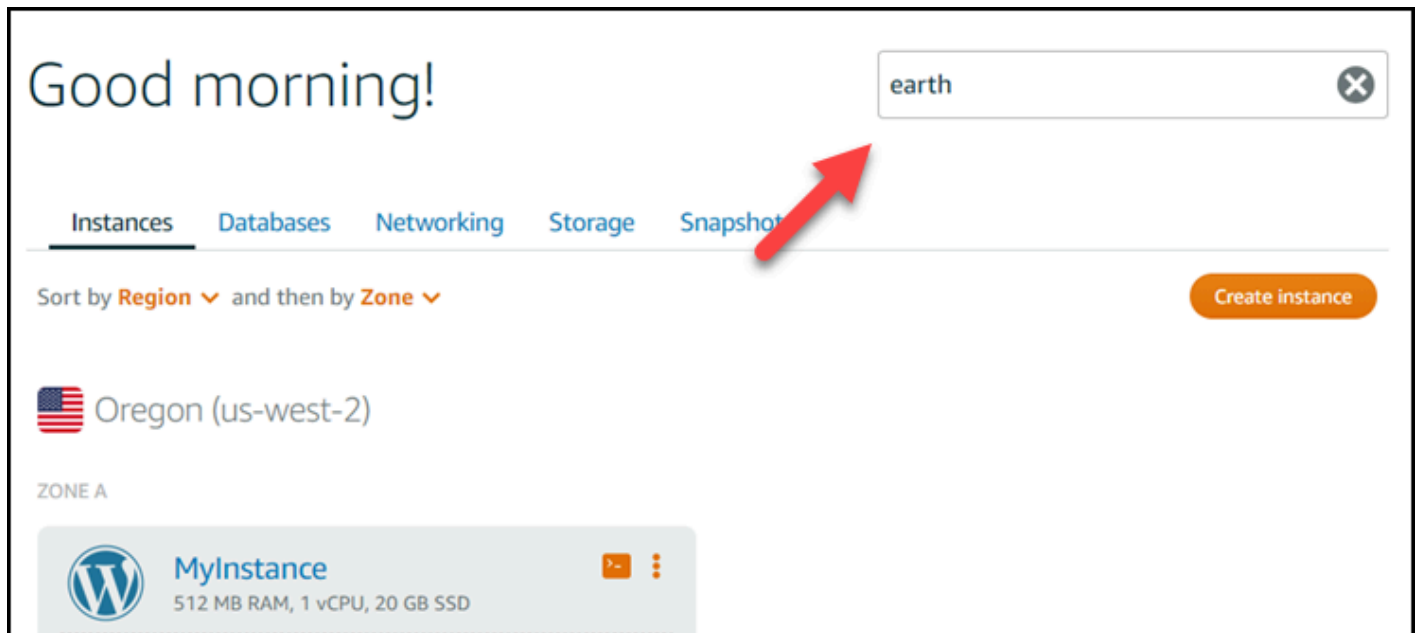 Good morning!
earth
Instances Databases Networking Storage Snapshot
Sort by Region and then by Zone
Create instance
Oregon (us-west-2)
ZONE A
MyInstance
512 MB RAM, 1 vCPU, 20 GB SSD